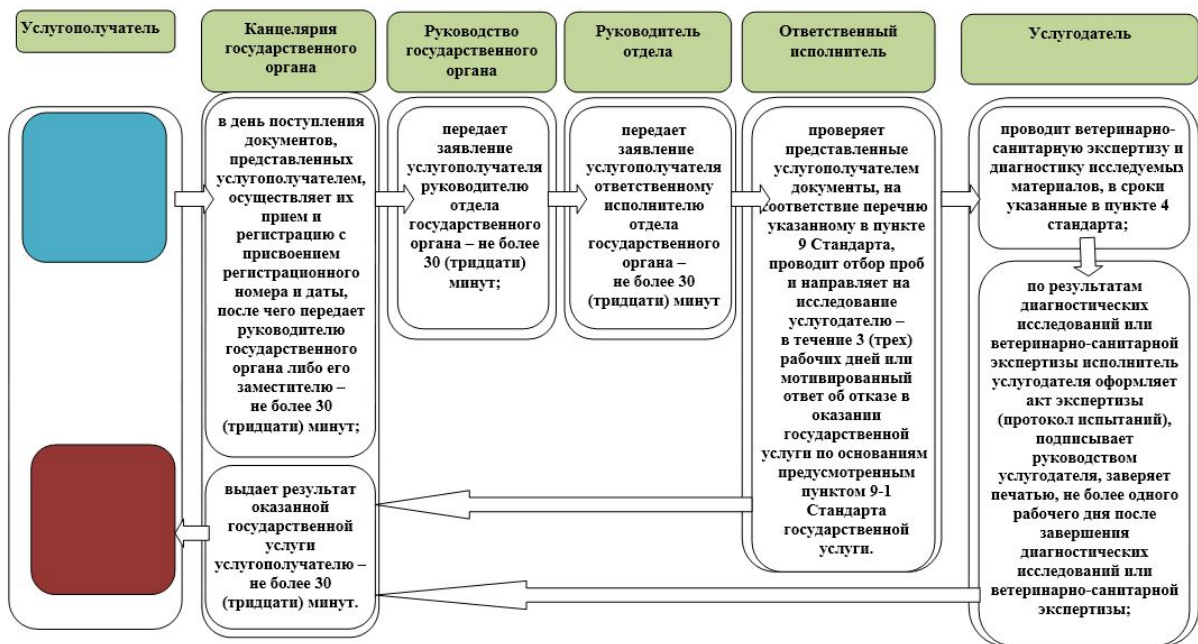 Услугополучатель
Канцелярия
государственного
органа
Руководство
государственного
органа
Руководитель
отдела
Ответственный
исполнитель
Услугодатель
в день поступления
документов,
представленных
услугополучателем,
осуществляет их
прием и
регистрацию с
присвоением
регистрационного
номера и даты,
после чего передает
руководителю
государственного
органа либо его
заместителю –
не более 30
(тридцати) минут;
передает
заявление
услугополучателя
руководителю
отдела
государственного
органа – не более
30 (тридцати)
минут;
передает
заявление
услугополучателя
ответственному
исполнителю
отдела
государственного
органа –
не более 30
(тридцати) минут
проверяет
представленные
услугополучателем
документы, на
соответствие перечню
указанному в пункте
9 Стандарта,
проводит отбор проб
и направляет на
исследование
услугодателю –
в течение 3 (трех)
рабочих дней или
мотивированный
ответ об отказе в
оказании
государственной
услуги по основаниям
предусмотренным
пунктом 9-1
Стандарта
государственной
услуги.
проводит ветеринарно-
санитарную экспертизу и
диагностику исследуемых
материалов, в сроки
указанные в пункте 4
стандарта;
по результатам
диагностических
исследований или
ветеринарно-санитарной
экспертизы исполнитель
услугодателя оформляет
акт экспертизы
(протокол испытаний),
подписывает
руководством
услугодателя, заверяет
печатью, не более одного
рабочего дня после
завершения
диагностических
исследований или
ветеринарно-санитарной
экспертизы;
выдает результат
оказанной
государственной
услуги
услугополучателю –
не более 30
(тридцати) минут.